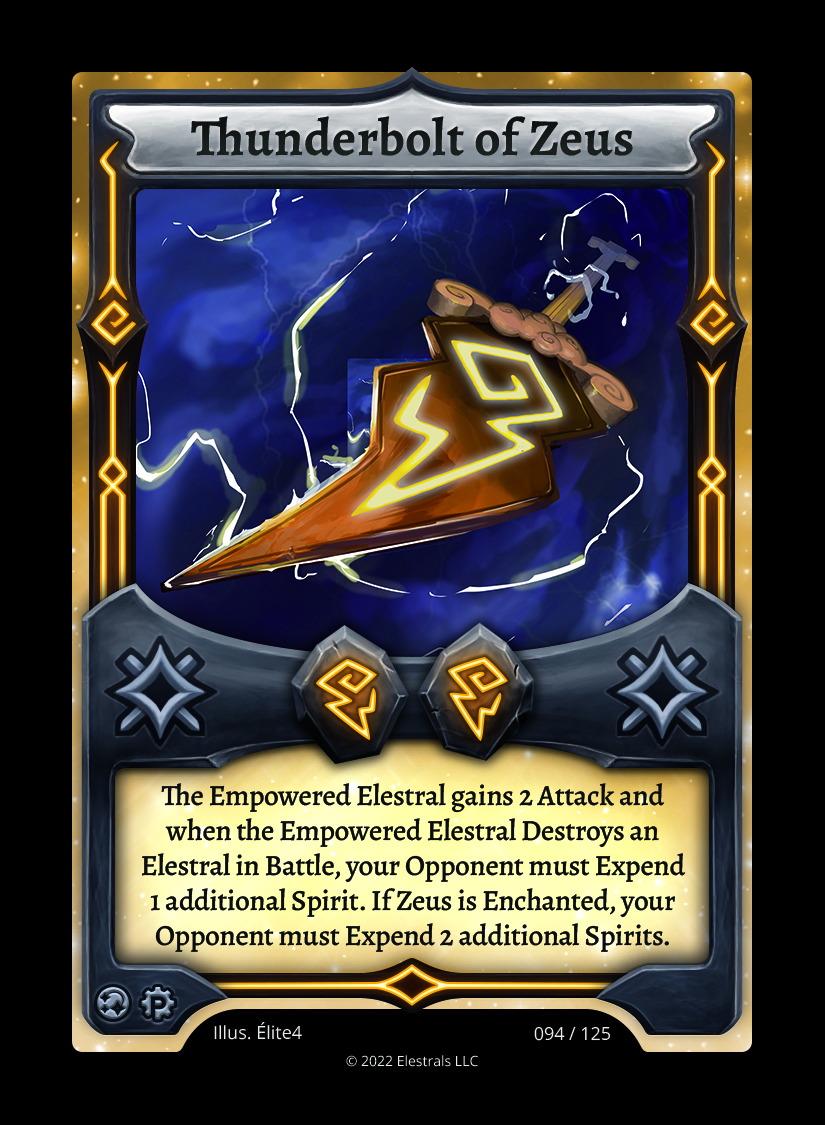 Thunderbolt of Zeus
The Empowered Elestral gains 2 Attack and
when the Empowered Elestral Destroys an
Elestral in Battle, your Opponent must Expend
1 additional Spirit. If Zeus is Enchanted, your
Opponent must Expend 2 additional Spirits.
P
Illus. Élite4
094 / 125
© 2022 Elestrals LLC